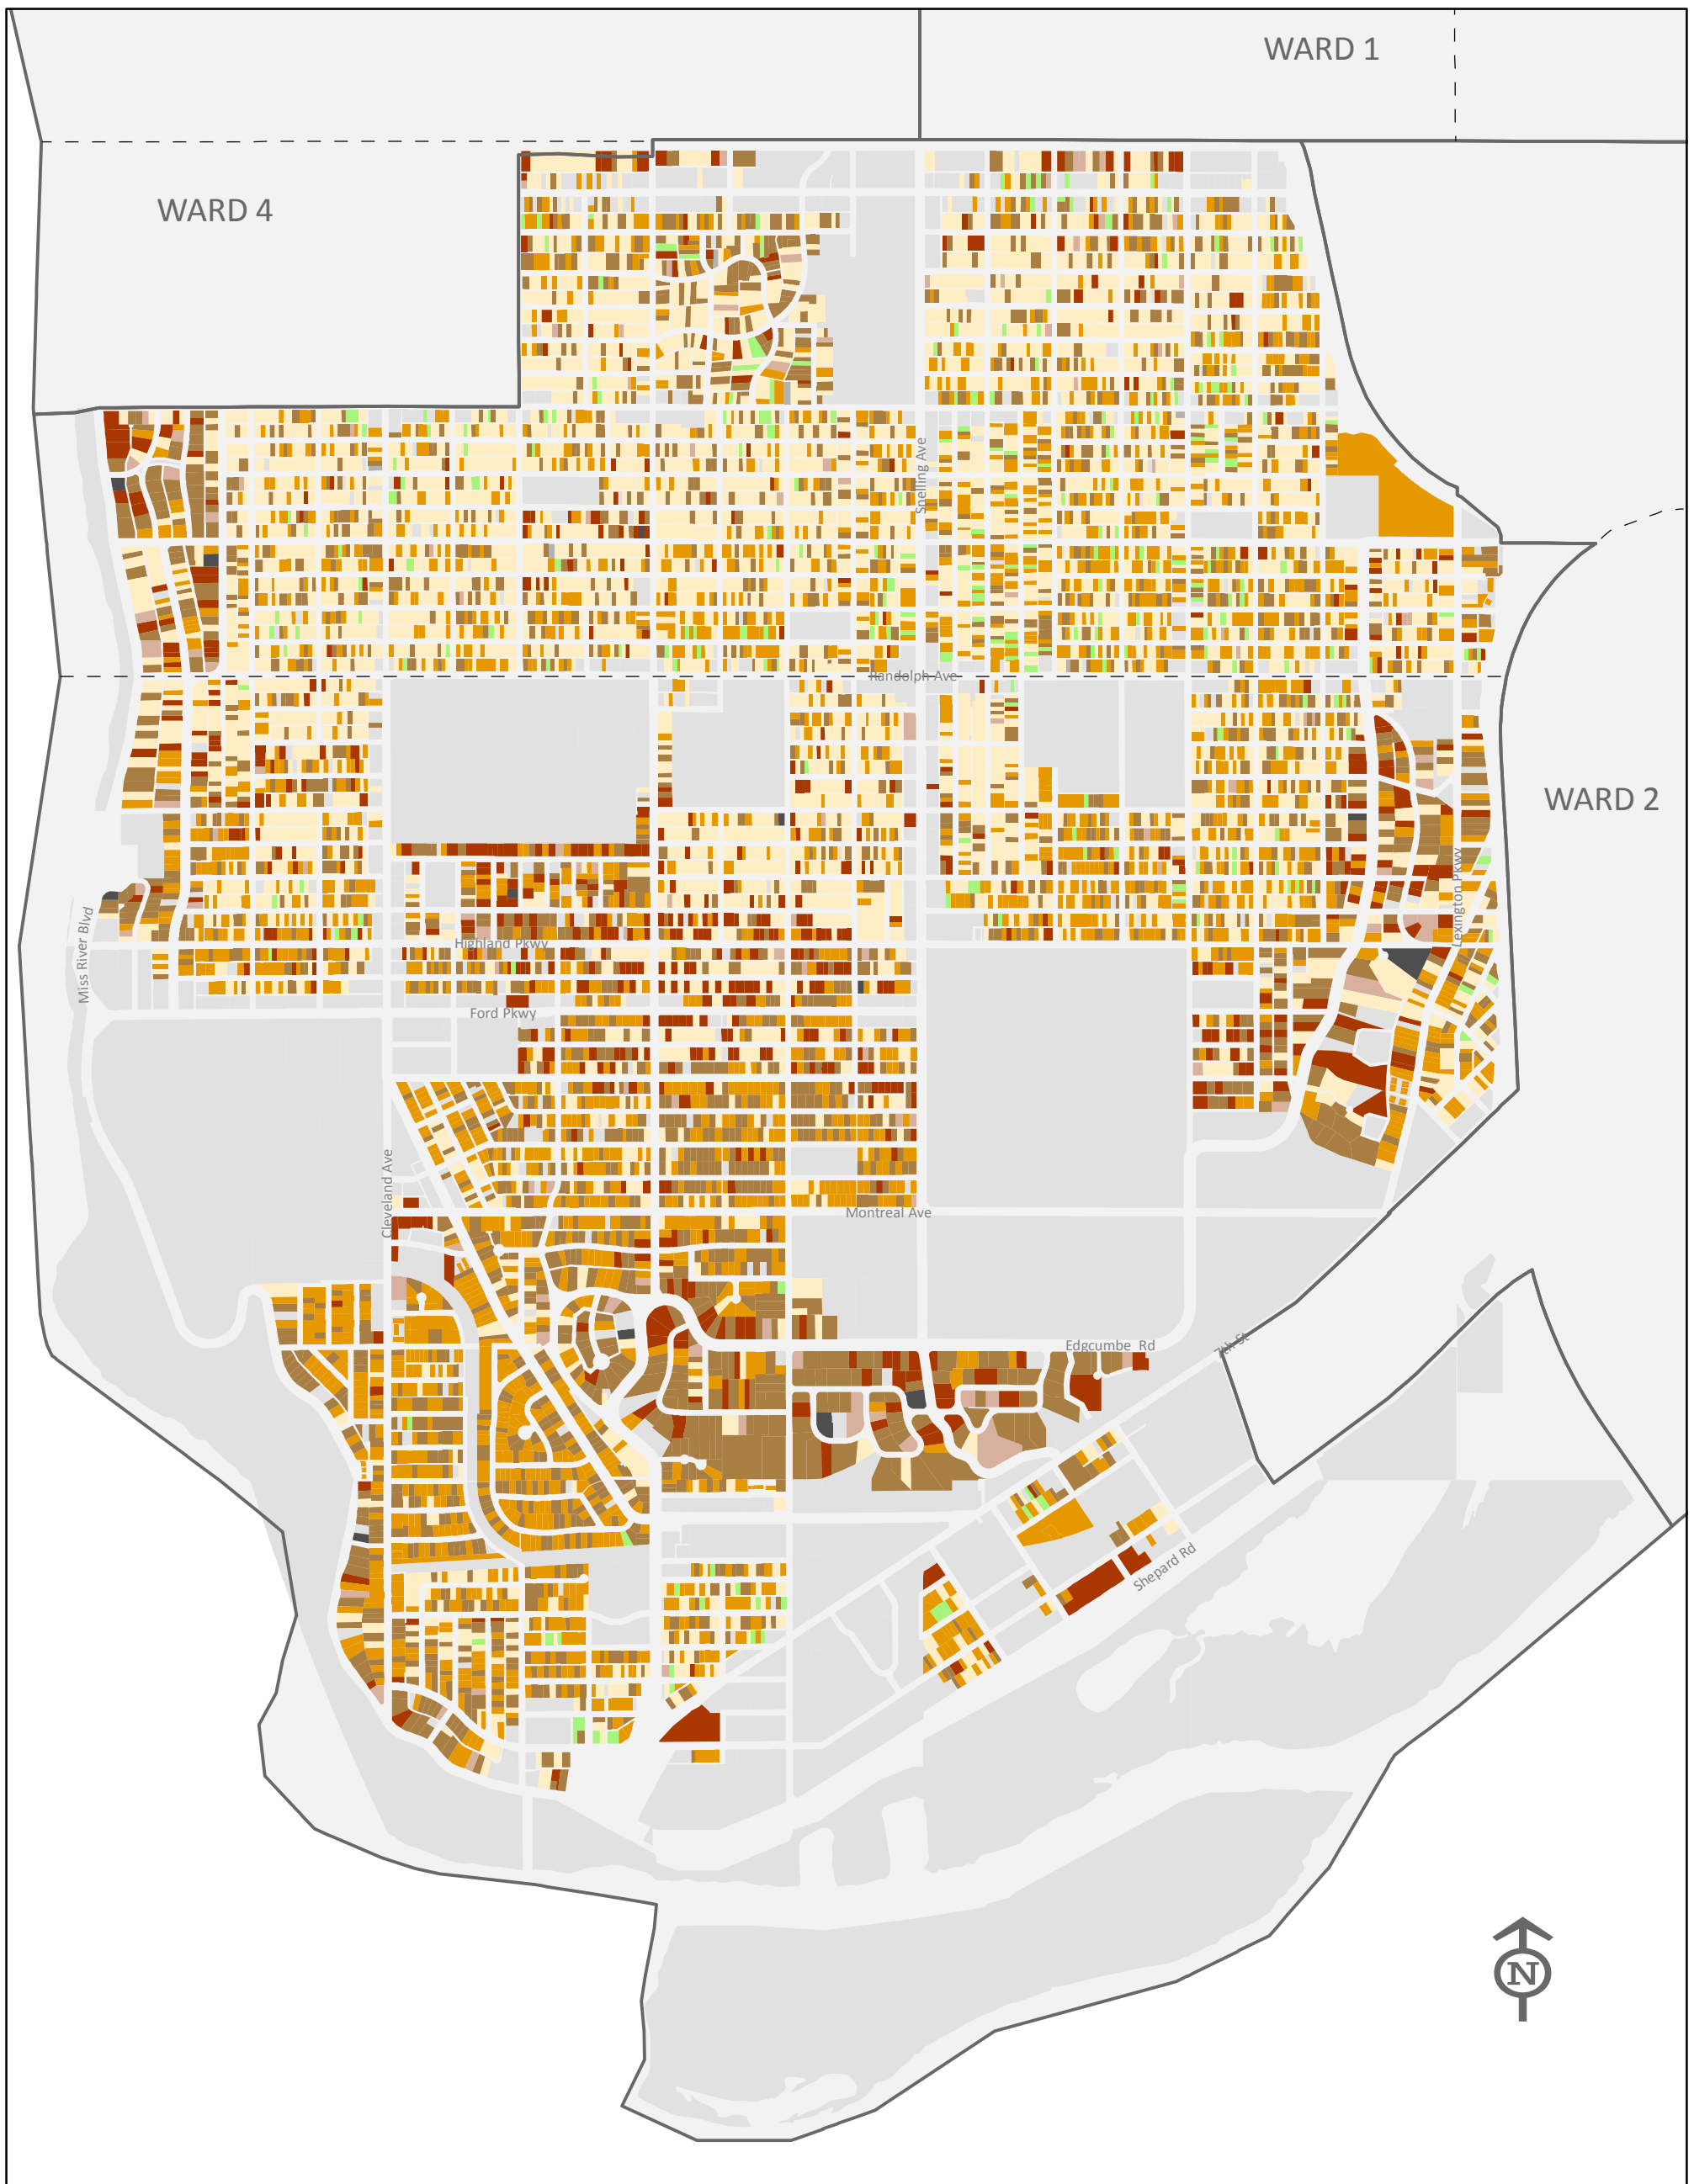 WARD 1
WARD 4
Snelling Ave
Randolph Ave
WARD 2
Lexington Pkwy
Miss River Blvd
Highland Pkwy
Ford Pkwy
Cleveland Ave
Montreal Ave
Edgcumbe Rd
7th St
Shepard Rd
N